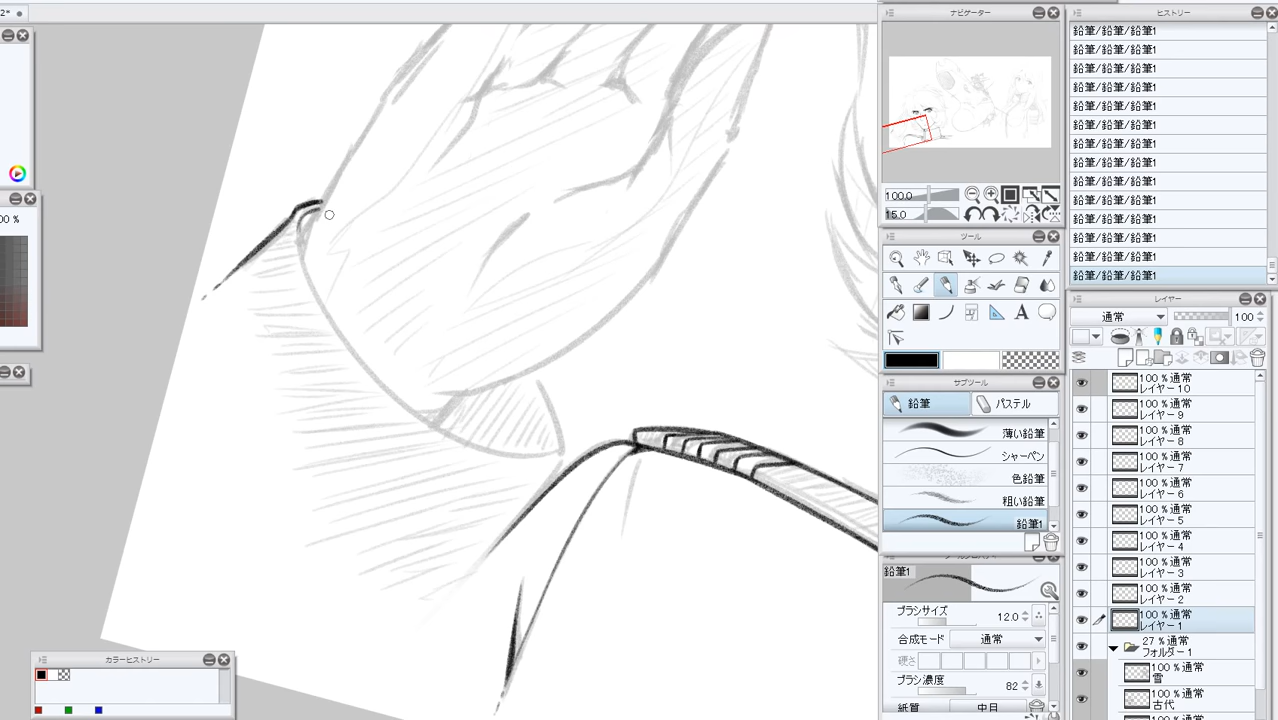 2*
ナビゲーター
ヒストリー
鉛筆/鉛筆/鉛筆1
鉛筆/鉛筆/鉛筆1
鉛筆/鉛筆/鉛筆1
鉛筆/鉛筆/鉛筆1
鉛筆/鉛筆/鉛筆1
鉛筆/鉛筆/鉛筆1
鉛筆/鉛筆/鉛筆1
鉛筆/鉛筆/鉛筆1
鉛筆/鉛筆/鉛筆1
鉛筆/鉛筆/鉛筆1
鉛筆/鉛筆/鉛筆1
鉛筆/鉛筆/鉛筆1
鉛筆/鉛筆/鉛筆1
鉛筆/鉛筆/鉛筆1
100.0
15.0
00 %
ツール
A
サブツール
鉛筆
パステル
薄い鉛筆
シャーペン
色鉛筆
粗い鉛筆
鉛筆1
鉛筆1
ブラシサイズ
12.0
合成モード
通常
硬さ
ブラシ濃度
82
紙質
中目
レイヤー
通常
100
100 %通常
レイヤー 10
100 %通常
レイヤー 9
100 %通常
レイヤー 8
100 %通常
レイヤー 7
100 %通常
レイヤー 6
100 %通常
レイヤー 5
100 %通常
レイヤー 4
100 %通常
レイヤー 3
100 %通常
レイヤー 2
100 %通常
レイヤー 1
27 %通常
フォルダー 1
100 %通常
雪
100 %通常
古代
カラーヒストリー